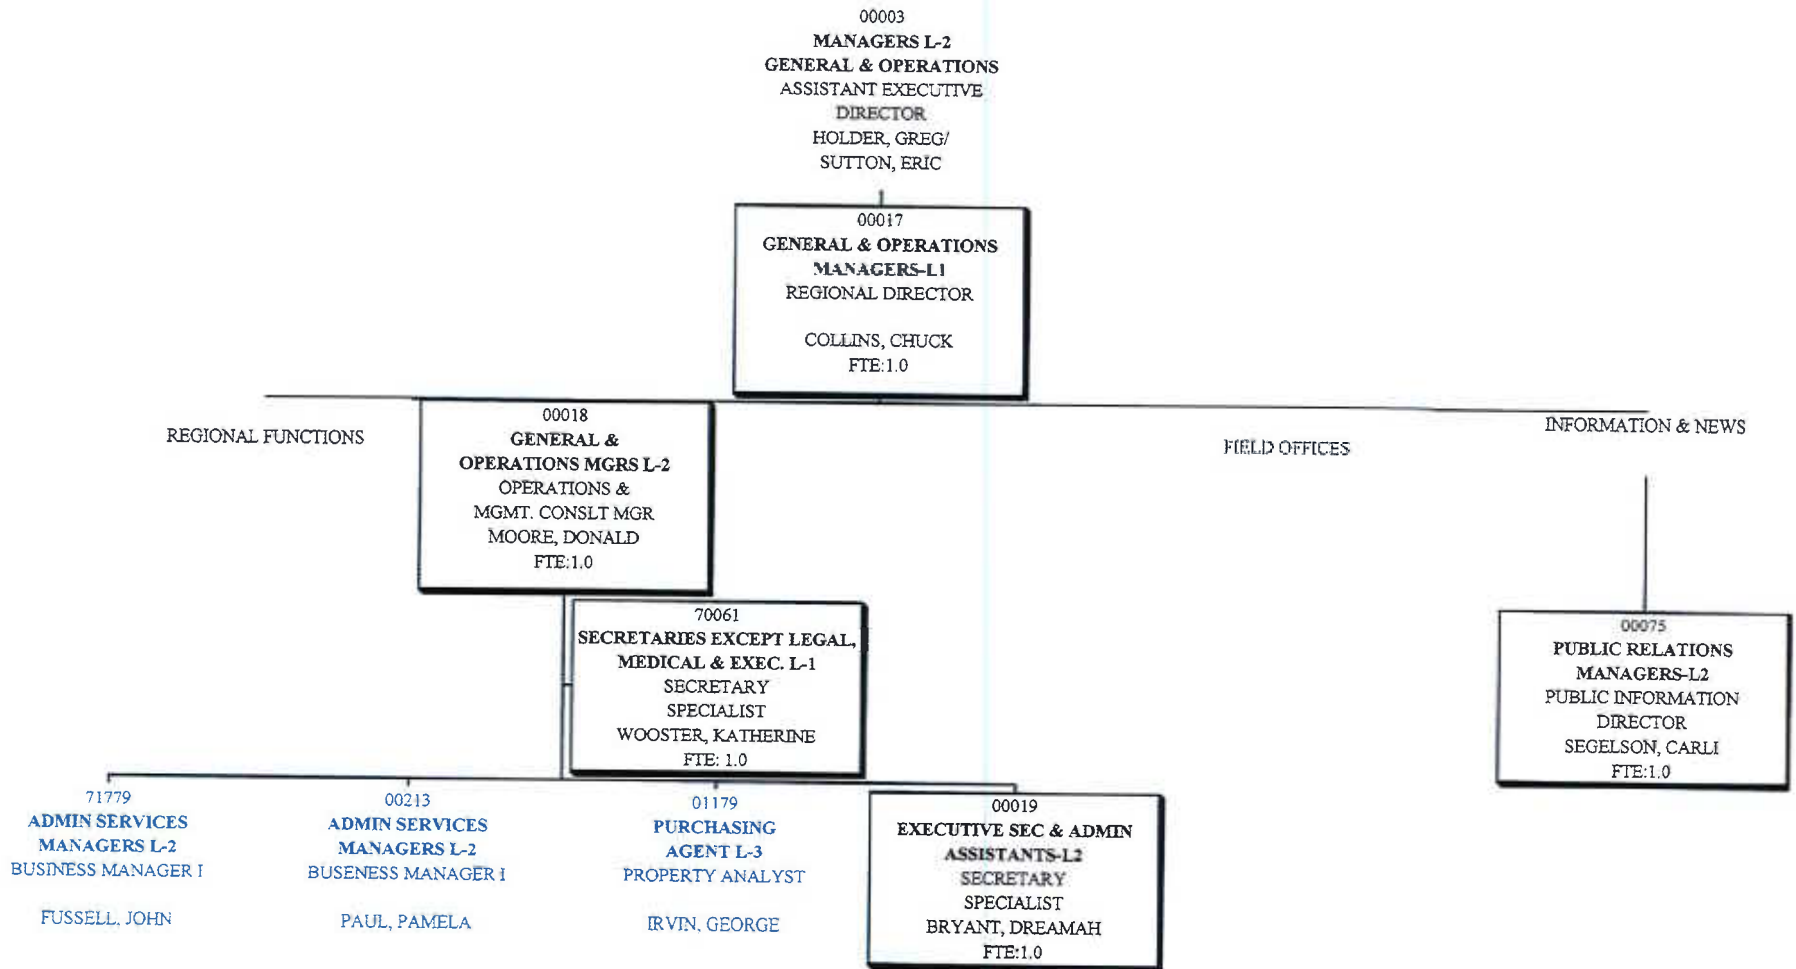 00003
MANAGERS L-2
GENERAL & OPERATIONS
ASSISTANT EXECUTIVE
DIRECTOR
HOLDER, GREG/
SUTTON, ERIC
00017
GENERAL & OPERATIONS
MANAGERS-L1
REGIONAL DIRECTOR
COLLINS, CHUCK
FTE:1.0
REGIONAL FUNCTIONS
00018
GENERAL &
OPERATIONS MGRS L-2
OPERATIONS &
MGMT. CONSLT MGR
MOORE, DONALD
FTE:1.0
FIELD OFFICES
INFORMATION & NEWS
70061
SECRETARIES EXCEPT LEGAL,
MEDICAL & EXEC. L-1
SECRETARY
SPECIALIST
WOOSTER, KATHERINE
FTE: 1.0
00075
PUBLIC RELATIONS
MANAGERS-L2
PUBLIC INFORMATION
DIRECTOR
SEGELSON, CARLI
FTE:1.0
71779
ADMIN SERVICES
MANAGERS L-2
BUSINESS MANAGER I
FUSSELL, JOHN
00213
ADMIN SERVICES
MANAGERS L-2
BUSENESS MANAGER I
PAUL, PAMELA
01179
PURCHASING
AGENT L-3
PROPERTY ANALYST
IRVIN, GEORGE
00019
EXECUTIVE SEC & ADMIN
ASSISTANTS-L2
SECRETARY
SPECIALIST
BRYANT, DREAMAH
FTE:1.0